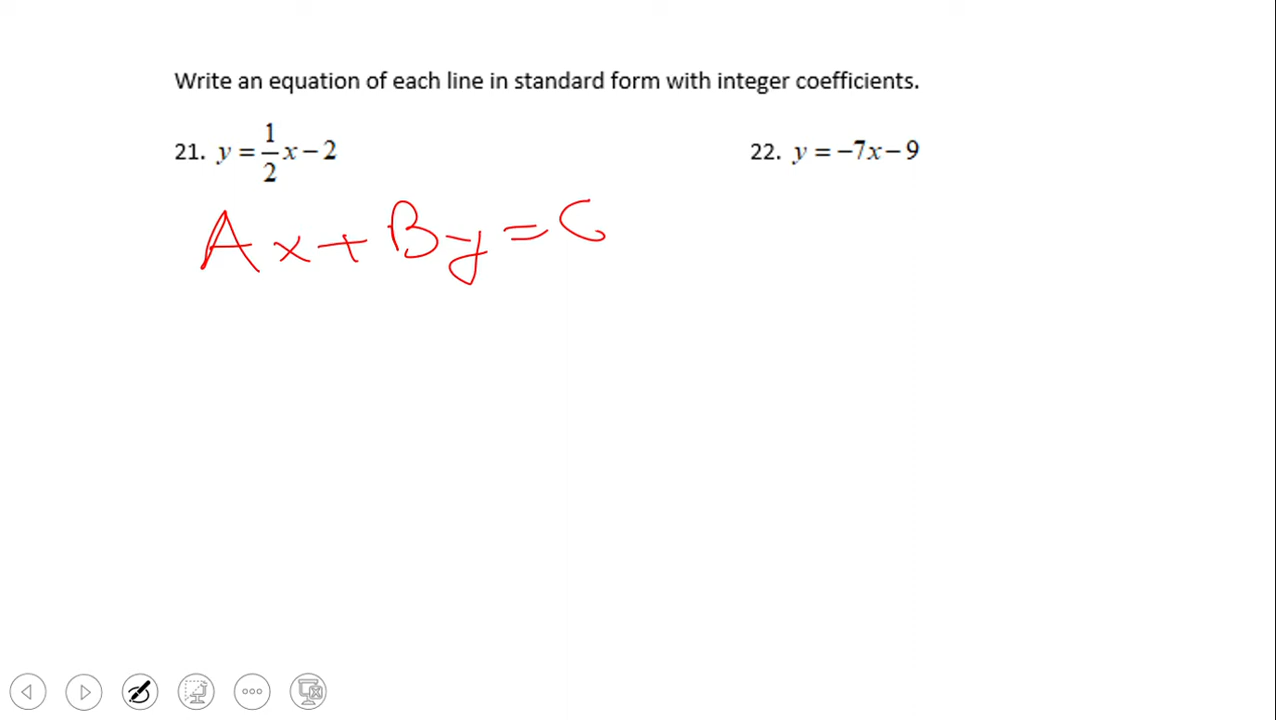 Write an equation of each line in standard form with integer coefficients.
21. y = 1/2 x − 2
22. y = −7x − 9
Ax + By = C